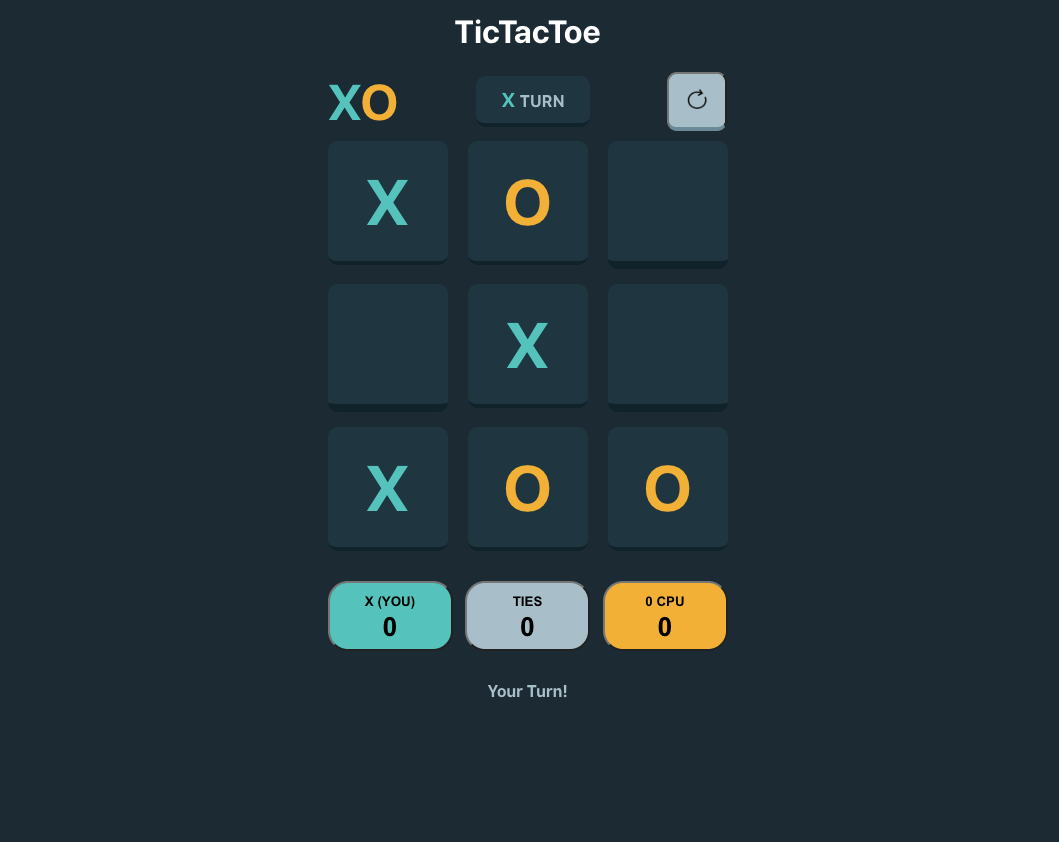 TicTacToe
XO
X TURN
X O
X
X O O
X (YOU)
0
TIES
0
0 CPU
0
Your Turn!